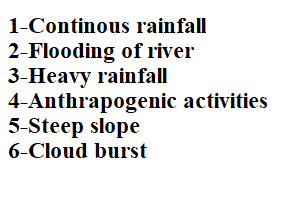 1-Continous rainfall
2-Flooding of river
3-Heavy rainfall
4-Anthrapogenic activities
5-Steep slope
6-Cloud burst